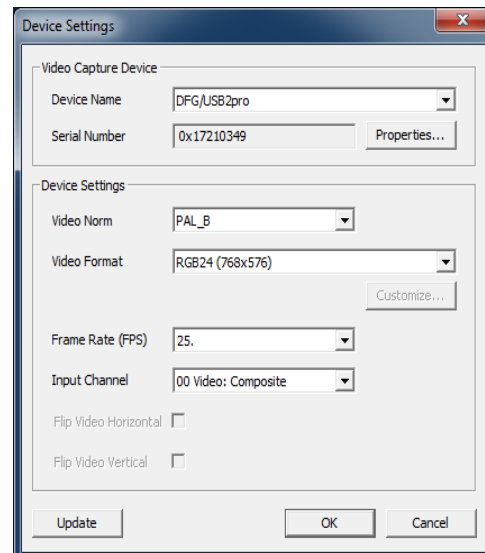 Device Settings
Video Capture Device
Device Name DFG/USB2pro
Serial Number 0x17210349 Properties...
Device Settings
Video Norm PAL_B
Video Format RGB24 (768x576)
Customize...
Frame Rate (FPS) 25.
Input Channel 00 Video: Composite
Flip Video Horizontal
Flip Video Vertical
Update OK Cancel